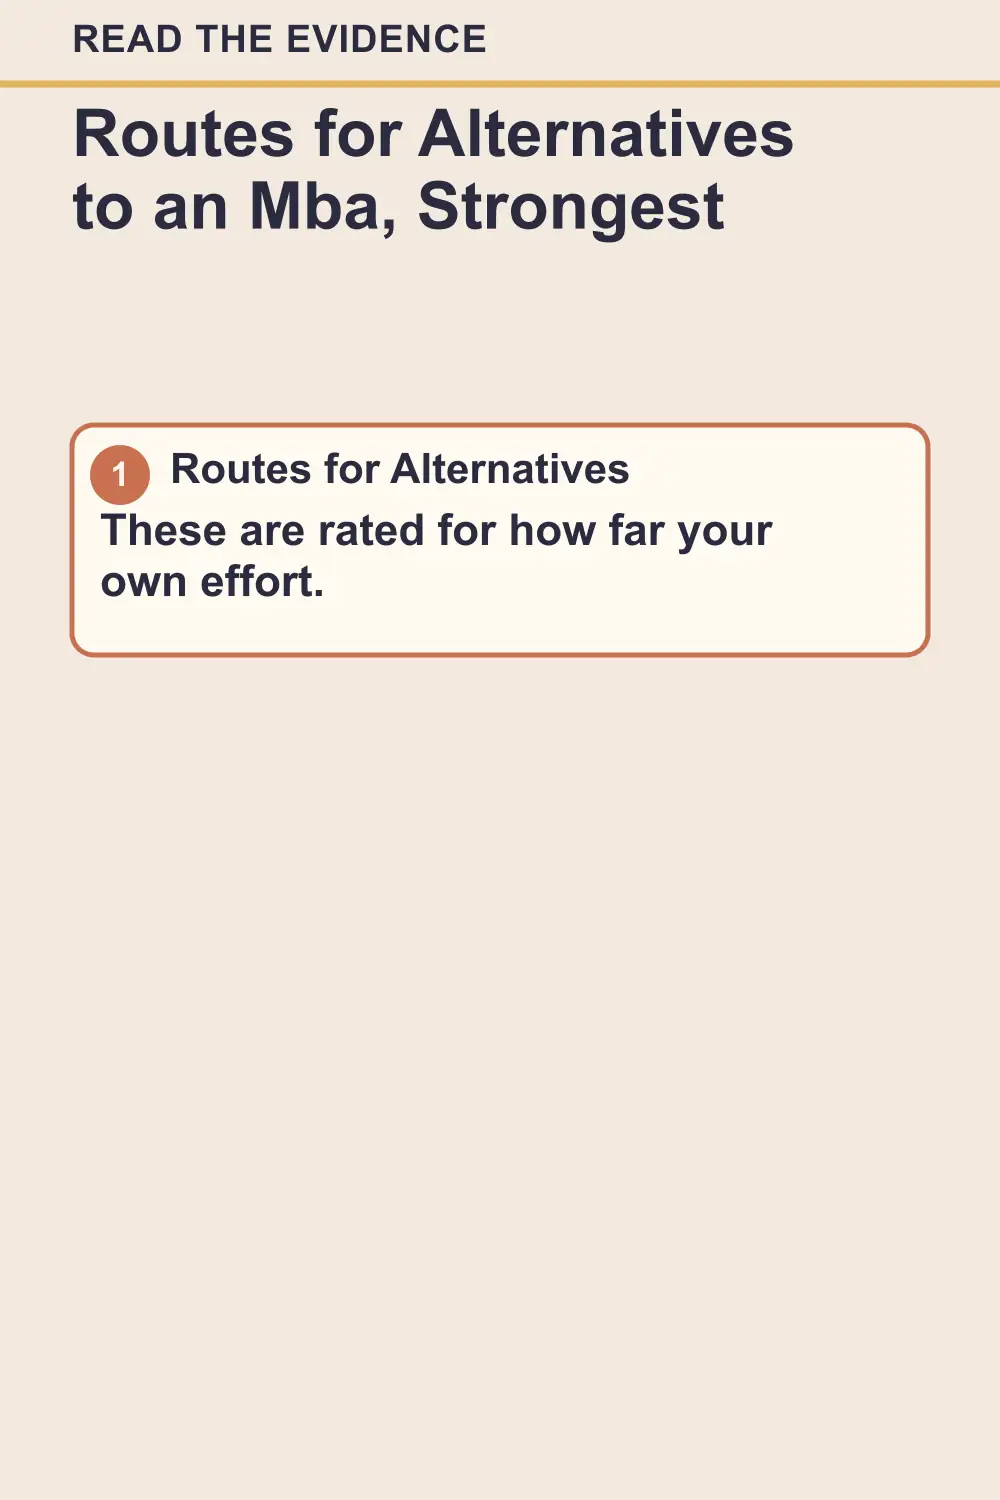 READ THE EVIDENCE
Routes for Alternatives
to an Mba, Strongest
1 Routes for Alternatives
These are rated for how far your
own effort.